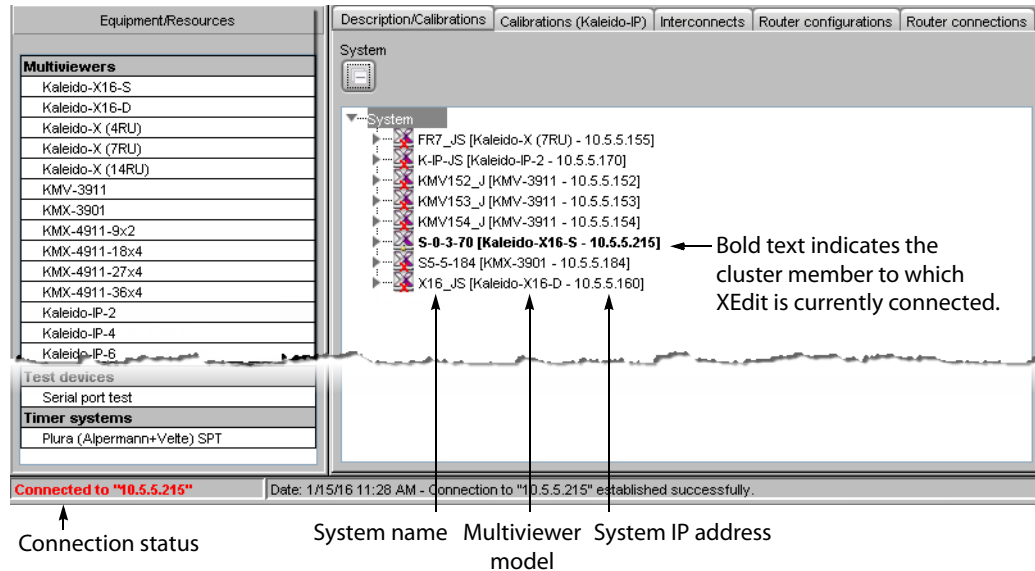 Equipment/Resources
Multiviewers
Kaleido-X16-S
Kaleido-X16-D
Kaleido-X (4RU)
Kaleido-X (7RU)
Kaleido-X (14RU)
KMV-3911
KMX-3901
KMX-4911-9x2
KMX-4911-18x4
KMX-4911-27x4
KMX-4911-36x4
Kaleido-IP-2
Kaleido-IP-4
Kaleido-IP-6
Test devices
Serial port test
Timer systems
Plura (Alpermann+Velte) SPT
Description/Calibrations
Calibrations (Kaleido-IP)
Interconnects
Router configurations
Router connections
System
System
FR7_JS [Kaleido-X (7RU) - 10.5.5.155]
K-IP-JS [Kaleido-IP-2 - 10.5.5.170]
KMV152_J [KMV-3911 - 10.5.5.152]
KMV153_J [KMV-3911 - 10.5.5.153]
KMV154_J [KMV-3911 - 10.5.5.154]
S-0-3-70 [Kaleido-X16-S - 10.5.5.215]
S5-5-184 [KMX-3901 - 10.5.5.184]
X16_JS [Kaleido-X16-D - 10.5.5.160]
Bold text indicates the
cluster member to which
XEdit is currently connected.
Connected to "10.5.5.215"
Date: 1/15/16 11:28 AM - Connection to "10.5.5.215" established successfully.
Connection status
System name
Multiviewer
model
System IP address